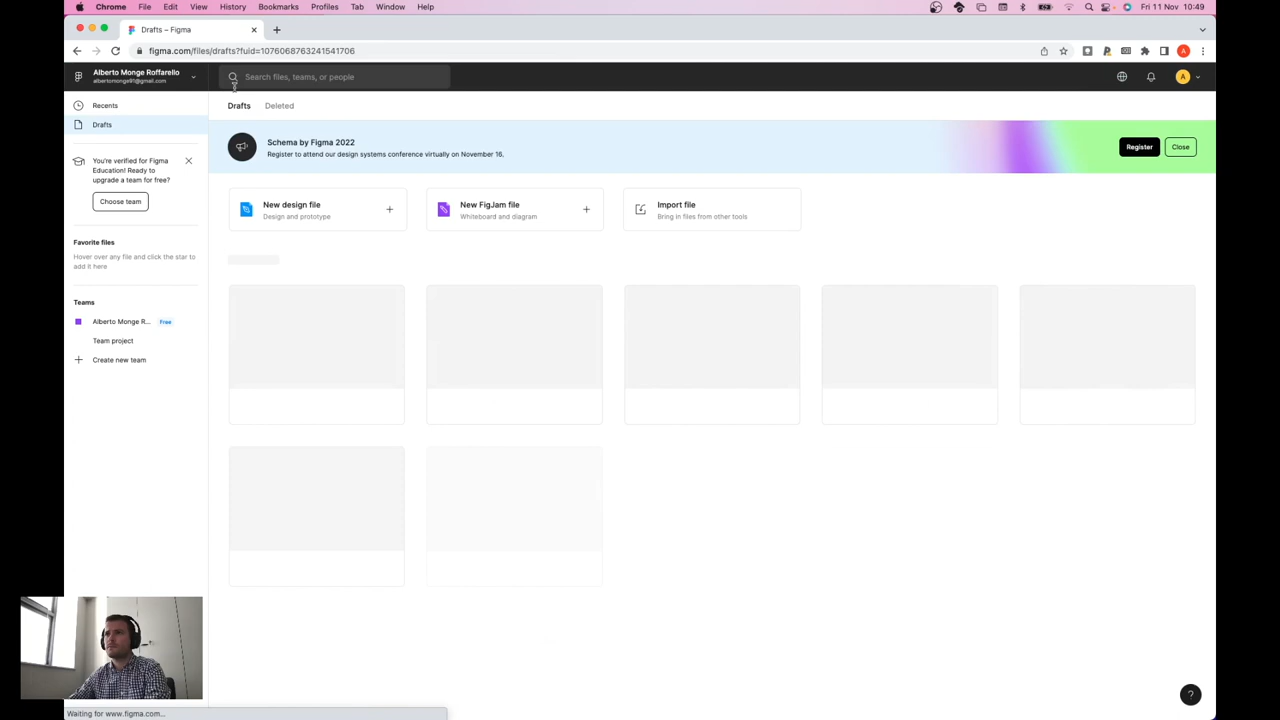 Chrome File Edit View History Bookmarks Profiles Tab Window Help Fri 11 Nov 10:49
Drafts – Figma
figma.com/files/drafts?fuid=1076068763241541706 A
Alberto Monge Roffarello
albertomonge91@gmail.com
Search files, teams, or people
A
Recents
Drafts
You're verified for Figma
Education! Ready to
upgrade a team for free?
Choose team
Favorite files
Hover over any file and click the star to
add it here
Teams
Alberto Monge R... Free
Team project
Create new team
Drafts Deleted
Schema by Figma 2022
Register to attend our design systems conference virtually on November 16.
Register Close
New design file
Design and prototype
New FigJam file
Whiteboard and diagram
Import file
Bring in files from other tools
?
Waiting for www.figma.com...